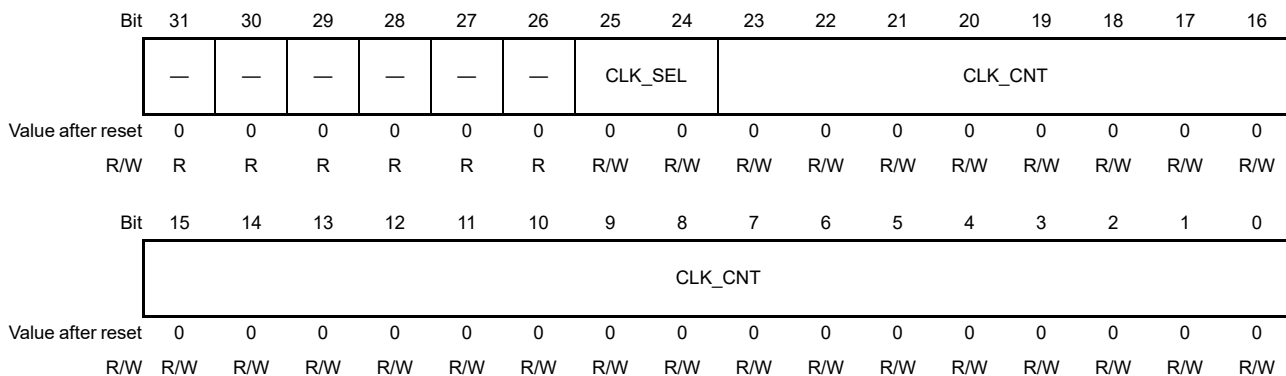 Bit 31 30 29 28 27 26 25 24 23 22 21 20 19 18 17 16
— — — — — — CLK_SEL CLK_CNT
Value after reset 0 0 0 0 0 0 0 0 0 0 0 0 0 0 0 0
R/W R R R R R R R/W R/W R/W R/W R/W R/W R/W R/W R/W R/W
Bit 15 14 13 12 11 10 9 8 7 6 5 4 3 2 1 0
CLK_CNT
Value after reset 0 0 0 0 0 0 0 0 0 0 0 0 0 0 0 0
R/W R/W R/W R/W R/W R/W R/W R/W R/W R/W R/W R/W R/W R/W R/W R/W R/W